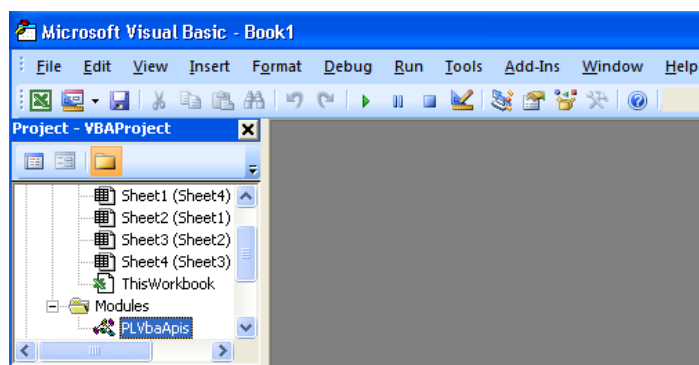 Microsoft Visual Basic - Book1
File Edit View Insert Format Debug Run Tools Add-Ins Window Help
Project - VBAProject
Sheet1 (Sheet4)
Sheet2 (Sheet1)
Sheet3 (Sheet2)
Sheet4 (Sheet3)
ThisWorkbook
Modules
PLVbaApis